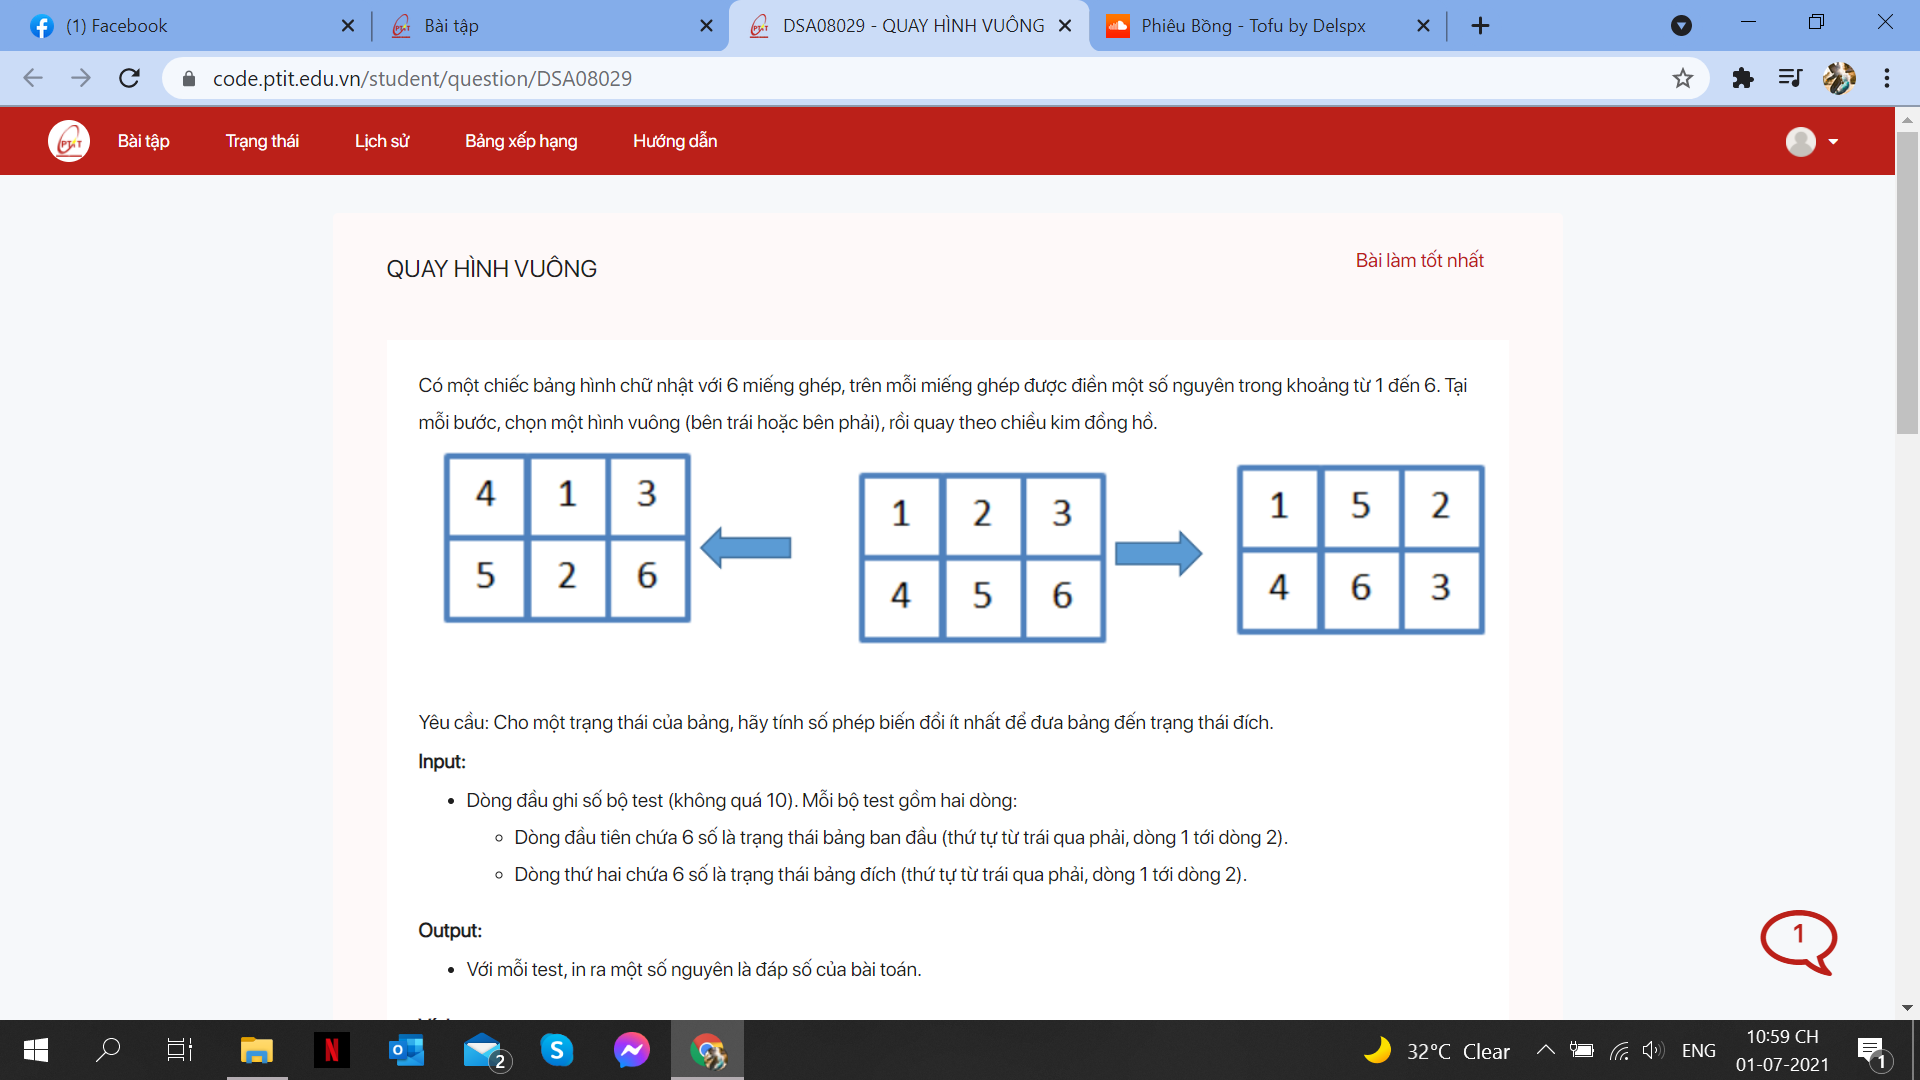 (1) Facebook
Bài tập
DSA08029 - QUAY HÌNH VUÔNG
Phiêu Bồng - Tofu by Delspx
code.ptit.edu.vn/student/question/DSA08029
PTIT
Bài tập
Trạng thái
Lịch sử
Bảng xếp hạng
Hướng dẫn
QUAY HÌNH VUÔNG
Bài làm tốt nhất
Có một chiếc bảng hình chữ nhật với 6 miếng ghép, trên mỗi miếng ghép được điền một số nguyên trong khoảng từ 1 đến 6. Tại
mỗi bước, chọn một hình vuông (bên trái hoặc bên phải), rồi quay theo chiều kim đồng hồ.
4 1 3
5 2 6
1 2 3
4 5 6
1 5 2
4 6 3
Yêu cầu: Cho một trạng thái của bảng, hãy tính số phép biến đổi ít nhất để đưa bảng đến trạng thái đích.
Input:
Dòng đầu ghi số bộ test (không quá 10). Mỗi bộ test gồm hai dòng:
Dòng đầu tiên chứa 6 số là trạng thái bảng ban đầu (thứ tự từ trái qua phải, dòng 1 tới dòng 2).
Dòng thứ hai chứa 6 số là trạng thái bảng đích (thứ tự từ trái qua phải, dòng 1 tới dòng 2).
Output:
Với mỗi test, in ra một số nguyên là đáp số của bài toán.
1
2
32°C Clear
ENG
10:59 CH
01-07-2021
1